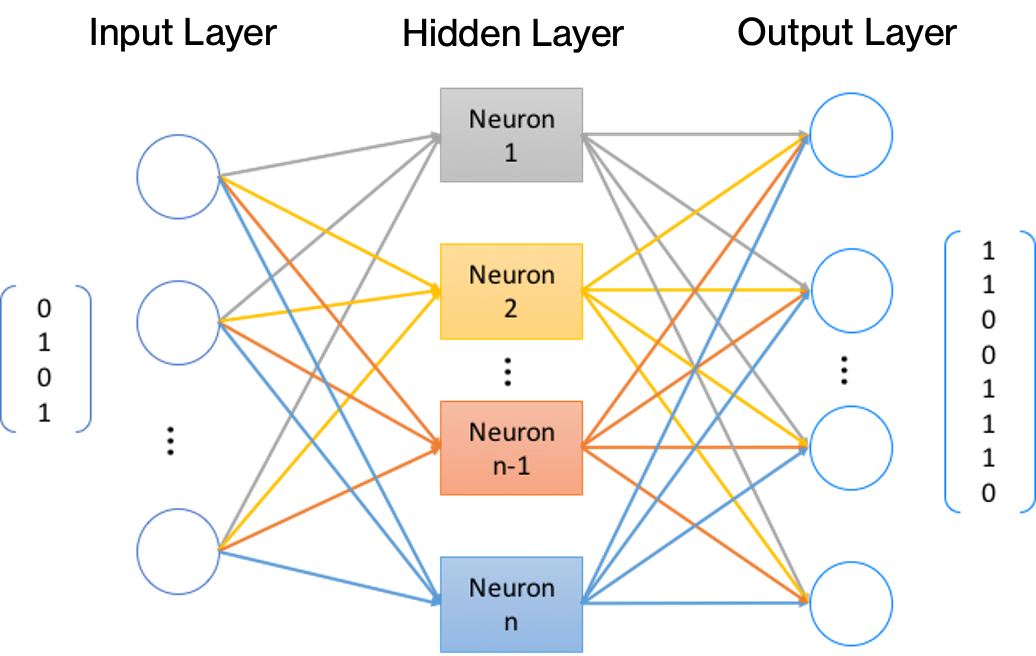 Input Layer
Hidden Layer
Output Layer
Neuron
1
Neuron
2
...
Neuron
n-1
Neuron
n
0
1
0
1
...
...
1
1
0
0
1
1
1
0